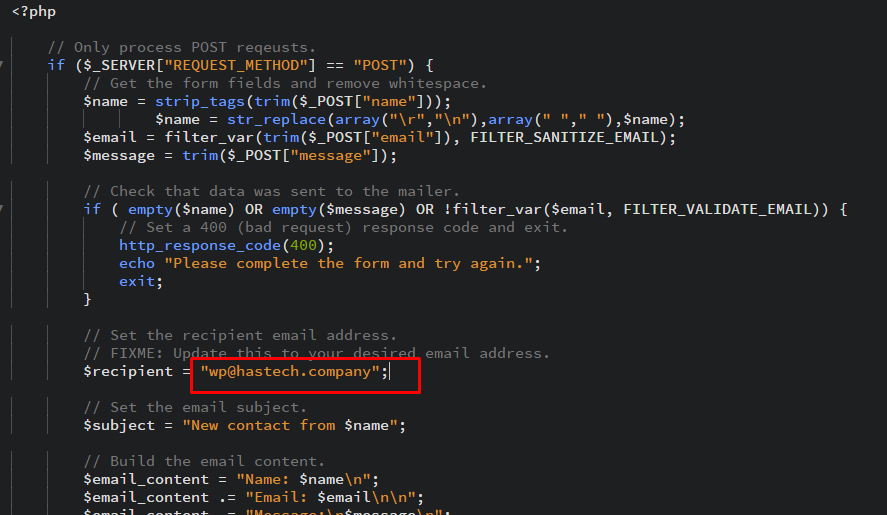 <?php
// Only process POST reqeusts.
if ($_SERVER["REQUEST_METHOD"] == "POST") {
// Get the form fields and remove whitespace.
$name = strip_tags(trim($_POST["name"]));
$name = str_replace(array("\r","\n"),array(" "," "),$name);
$email = filter_var(trim($_POST["email"]), FILTER_SANITIZE_EMAIL);
$message = trim($_POST["message"]);
// Check that data was sent to the mailer.
if ( empty($name) OR empty($message) OR !filter_var($email, FILTER_VALIDATE_EMAIL)) {
// Set a 400 (bad request) response code and exit.
http_response_code(400);
echo "Please complete the form and try again.";
exit;
}
// Set the recipient email address.
// FIXME: Update this to your desired email address.
$recipient = "wp@hastech.company";
// Set the email subject.
$subject = "New contact from $name";
// Build the email content.
$email_content = "Name: $name\n";
$email_content .= "Email: $email\n\n";
$email_content .= "Message:\n$message\n";